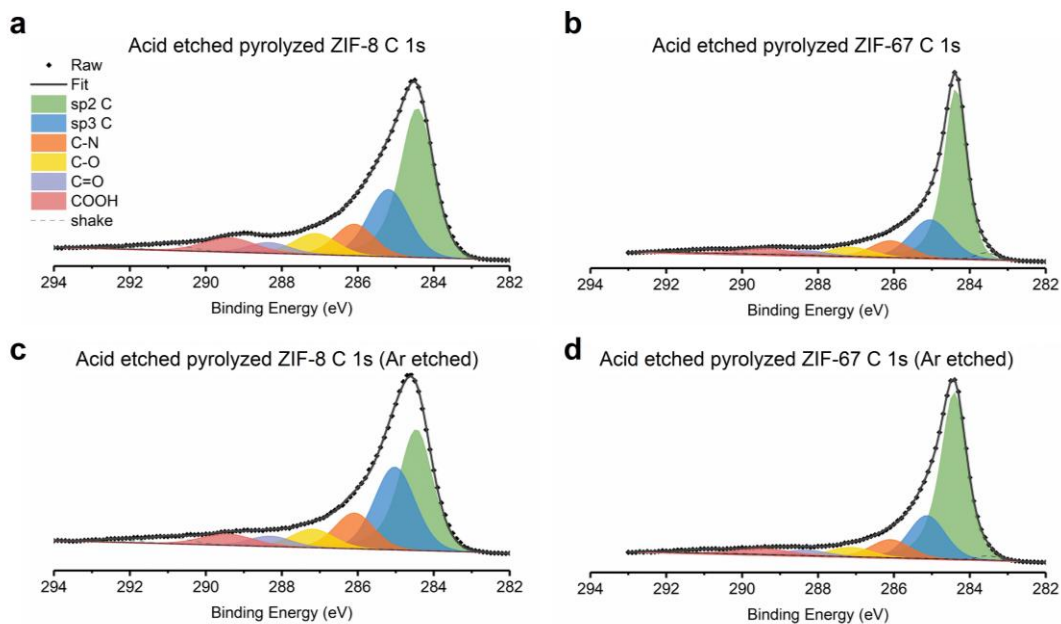 a
Acid etched pyrolyzed ZIF-8 C 1s
Raw
Fit
sp2 C
sp3 C
C-N
C-O
C=O
COOH
shake
294 292 290 288 286 284 282
Binding Energy (eV)
b
Acid etched pyrolyzed ZIF-67 C 1s
294 292 290 288 286 284 282
Binding Energy (eV)
c
Acid etched pyrolyzed ZIF-8 C 1s (Ar etched)
294 292 290 288 286 284 282
Binding Energy (eV)
d
Acid etched pyrolyzed ZIF-67 C 1s (Ar etched)
294 292 290 288 286 284 282
Binding Energy (eV)